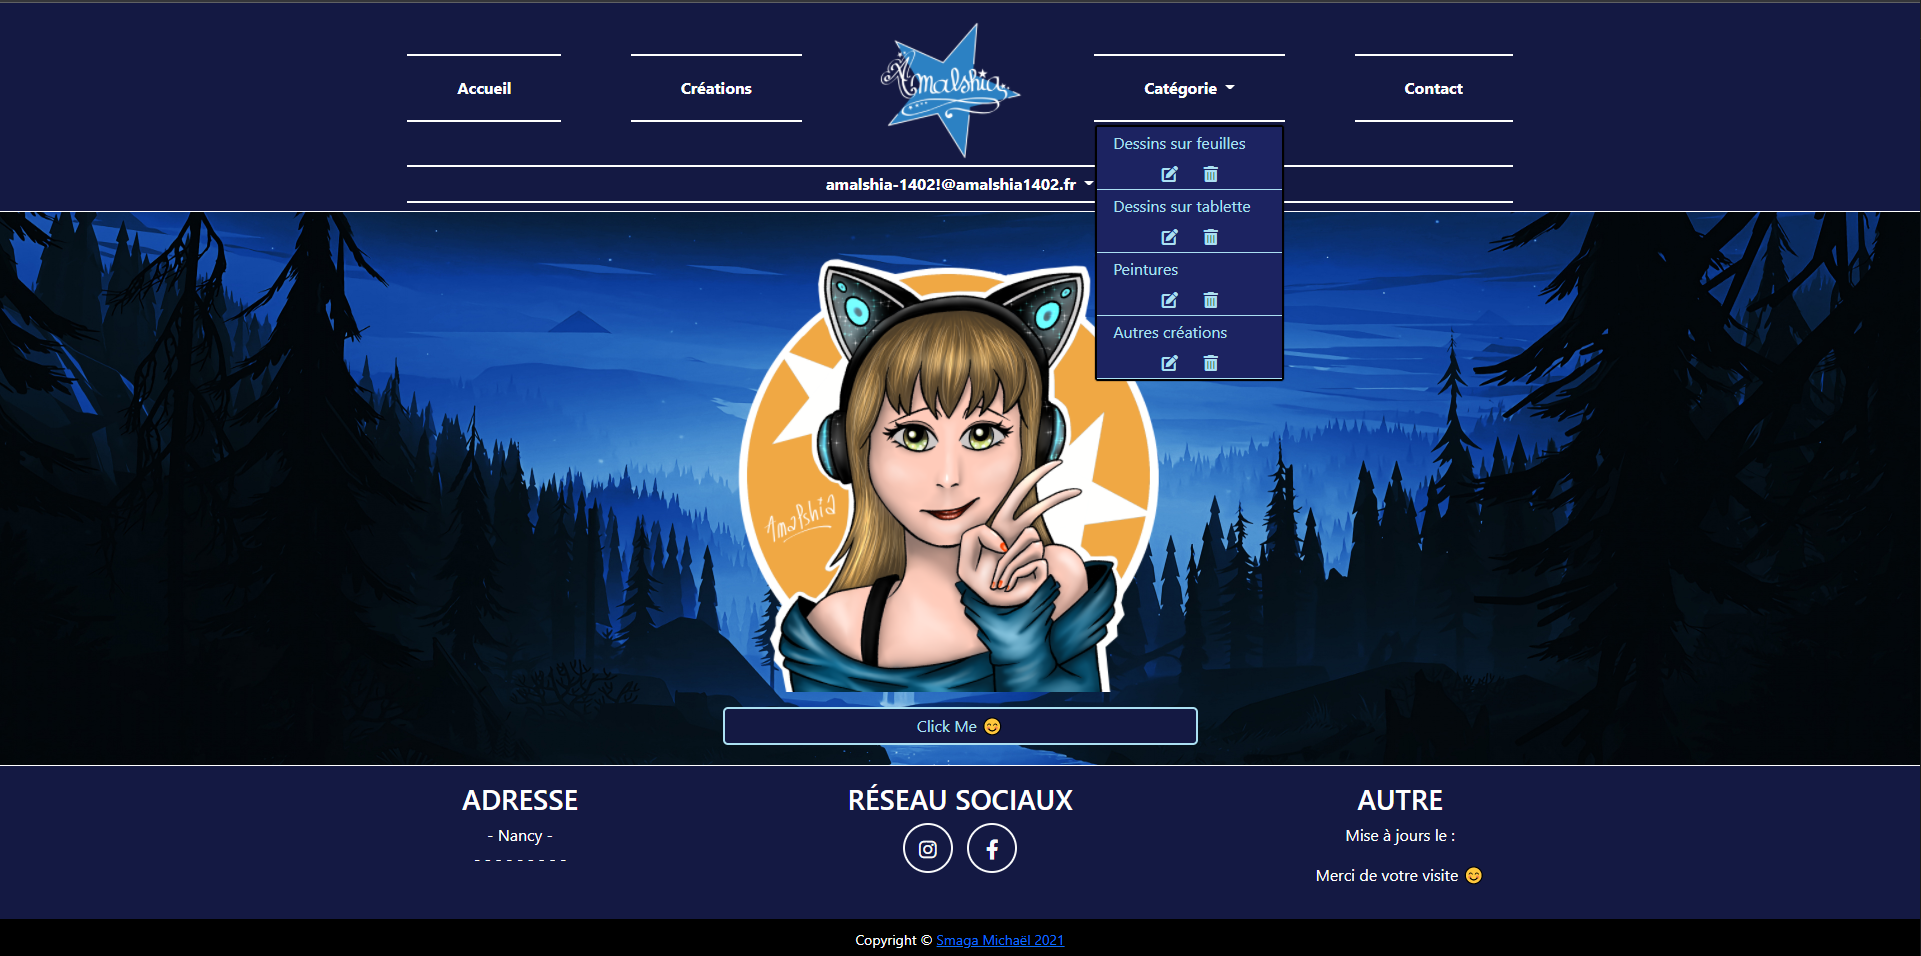 Accueil
Créations
Amalshia
Catégorie
Contact
Dessins sur feuilles
Dessins sur tablette
Peintures
Autres créations
amalshia-1402!@amalshia1402.fr
Amalshia
Click Me 😊
ADRESSE
- Nancy -
- - - - - - - - -
RÉSEAU SOCIAUX
AUTRE
Mise à jours le :
Merci de votre visite 😊
Copyright © Smaga Michaël 2021